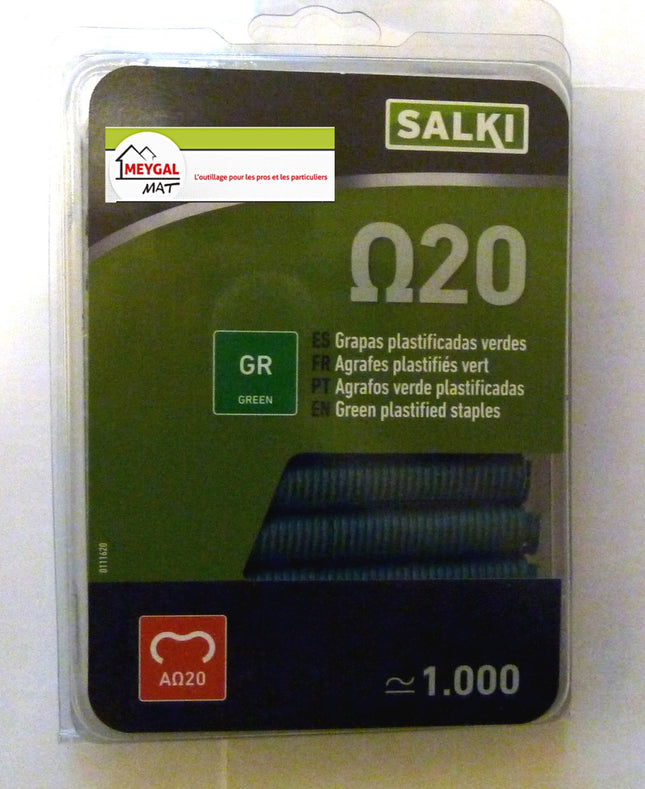 SALKI
MEYGAL
MAT
L'outillage pour les pros et les particuliers
Ω20
GR
GREEN
ES Grapas plastificadas verdes
FR Agrafes plastifiés vert
PT Agrafos verde plastificadas
EN Green plastified staples
0111620
AΩ20
≃ 1.000